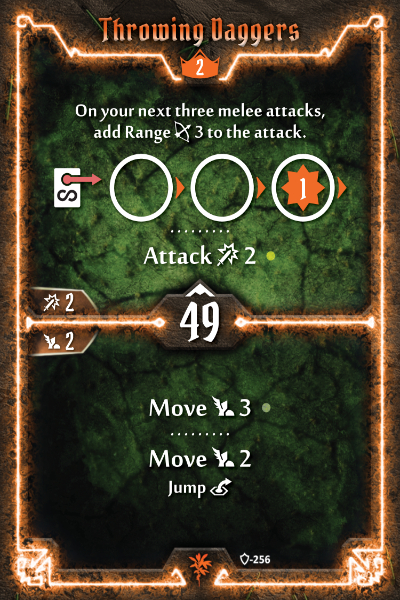 Throwing Daggers
2
On your next three melee attacks,
add Range 3 to the attack.
S
1
Attack 2
2
49
2
Move 3
Move 2
Jump
-256